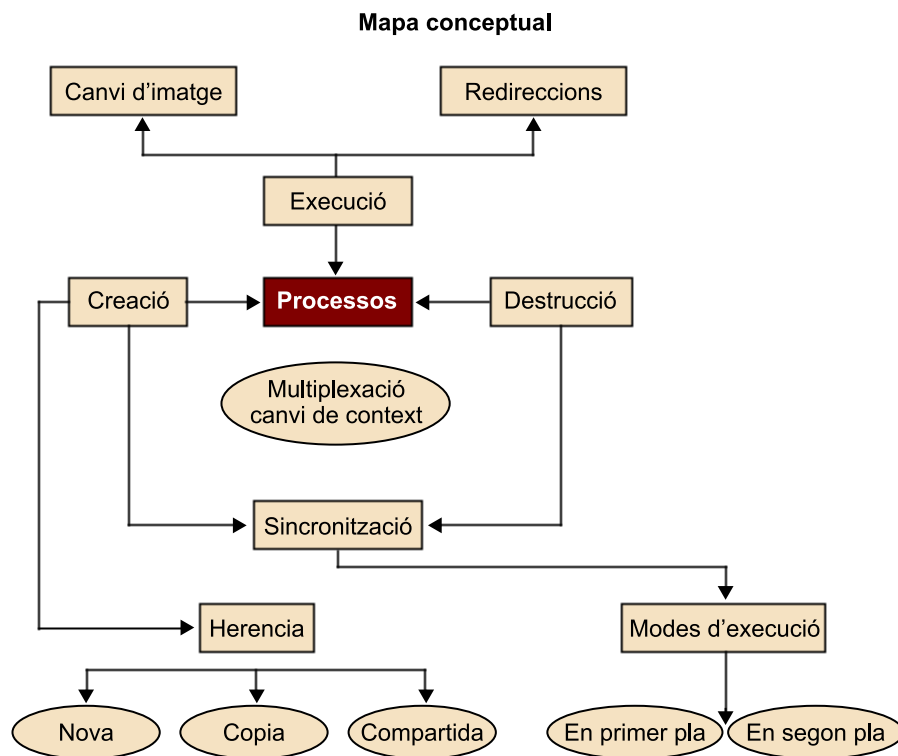 Mapa conceptual
Canvi d’imatge
Redireccions
Execució
Creació
Processos
Destrucció
Multiplexació
canvi de context
Sincronització
Herencia
Modes d’execució
Nova
Copia
Compartida
En primer pla
En segon pla